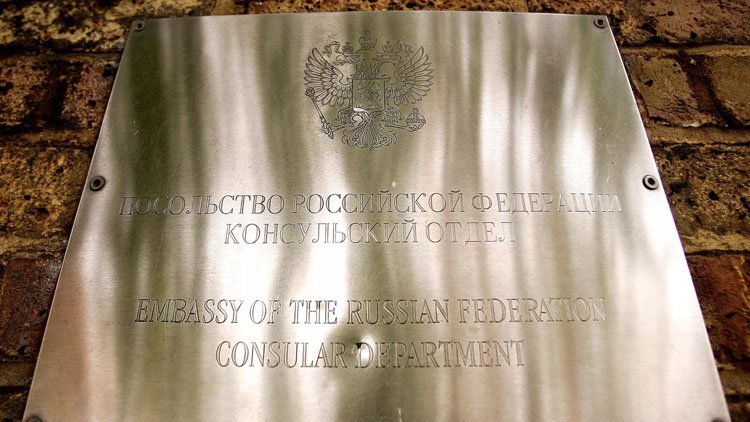 ПОСОЛЬСТВО РОССИЙСКОЙ ФЕДЕРАЦИИ
КОНСУЛЬСКИЙ ОТДЕЛ
EMBASSY OF THE RUSSIAN FEDERATION
CONSULAR DEPARTMENT